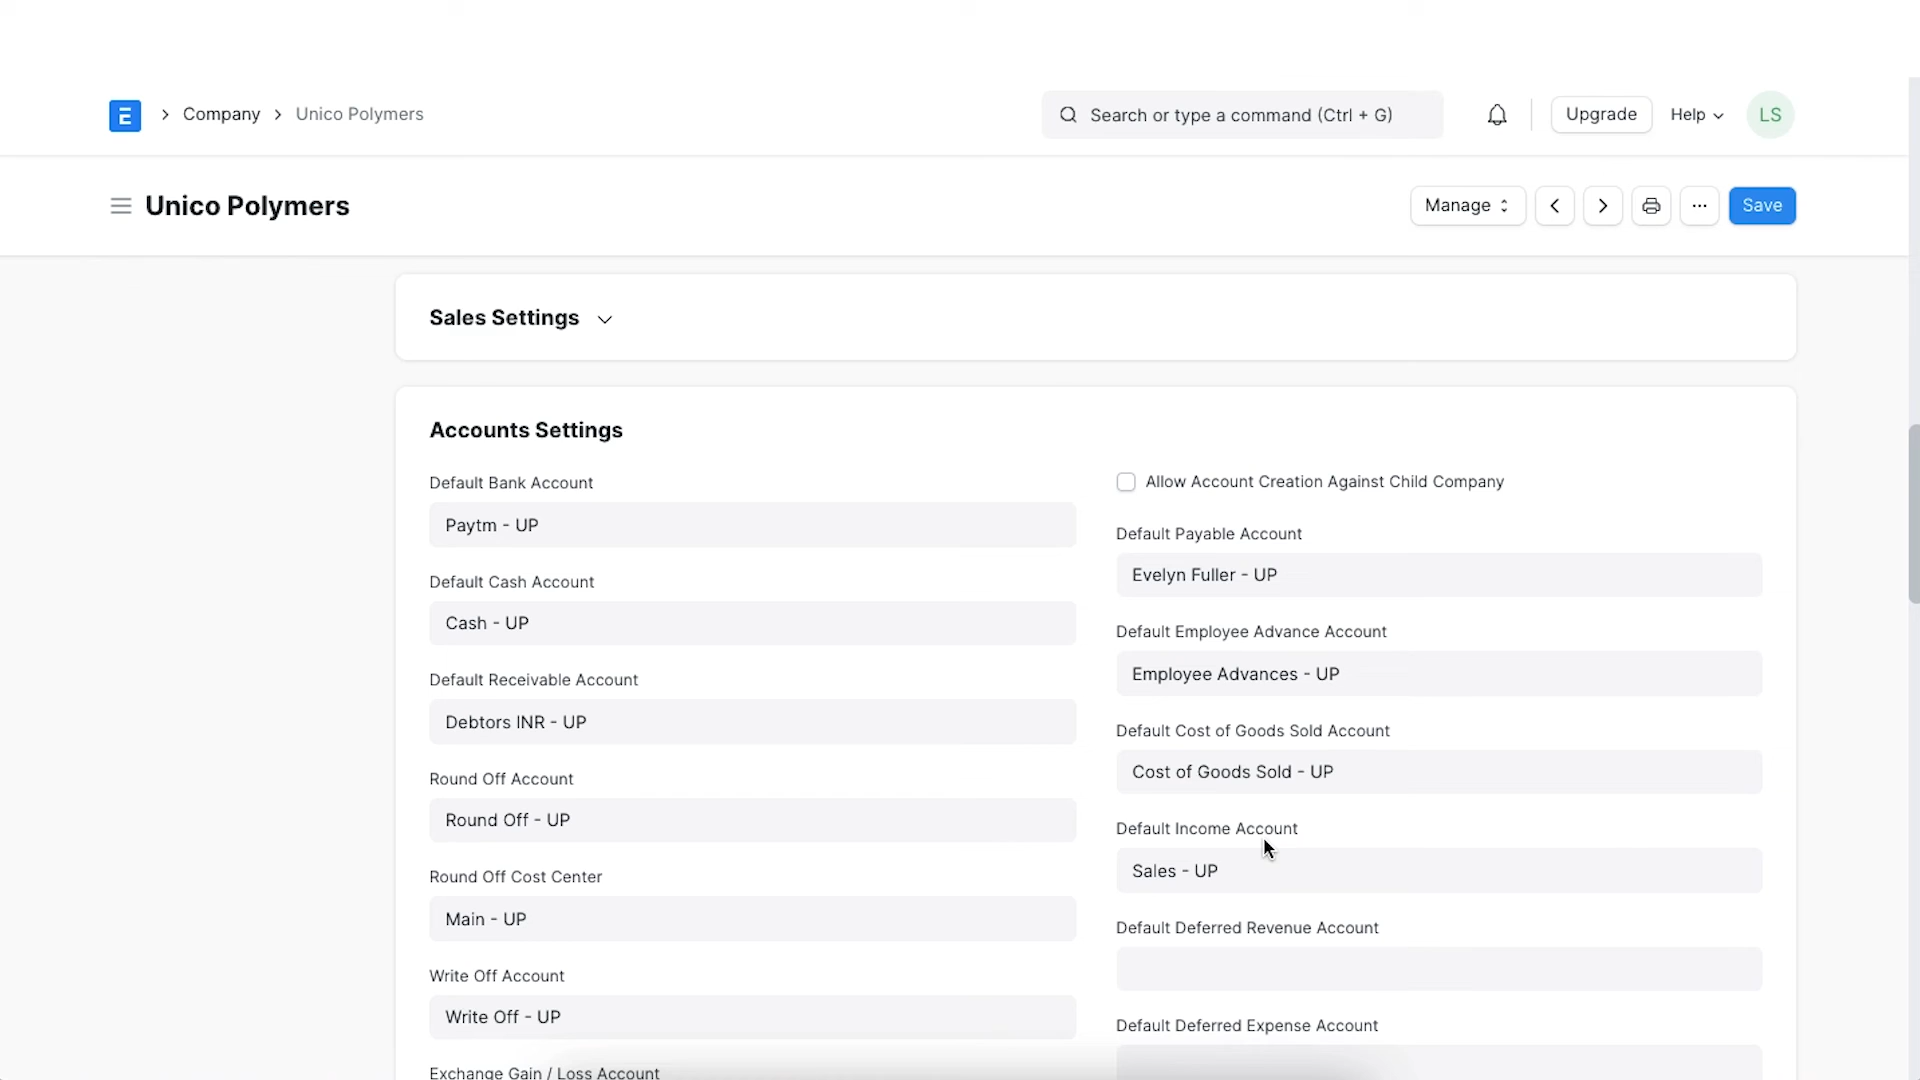 E > Company > Unico Polymers
Search or type a command (Ctrl + G)
Upgrade
Help
LS
Unico Polymers
Manage
...
Save
Sales Settings
Accounts Settings
Default Bank Account
Paytm - UP
Default Cash Account
Cash - UP
Default Receivable Account
Debtors INR - UP
Round Off Account
Round Off - UP
Round Off Cost Center
Main - UP
Write Off Account
Write Off - UP
Exchange Gain / Loss Account
Allow Account Creation Against Child Company
Default Payable Account
Evelyn Fuller - UP
Default Employee Advance Account
Employee Advances - UP
Default Cost of Goods Sold Account
Cost of Goods Sold - UP
Default Income Account
Sales - UP
Default Deferred Revenue Account
Default Deferred Expense Account